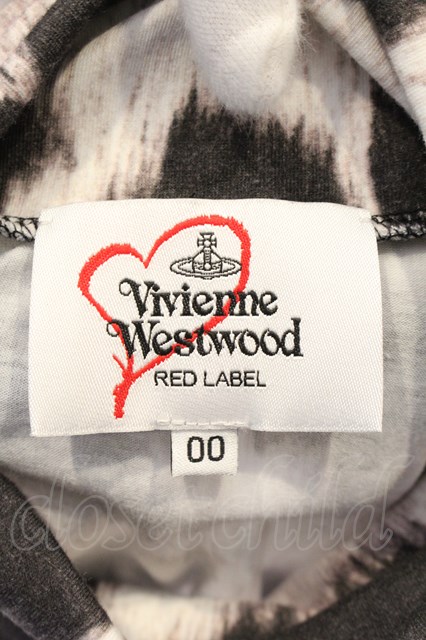 Vivienne
Westwood
RED LABEL
00
closet child